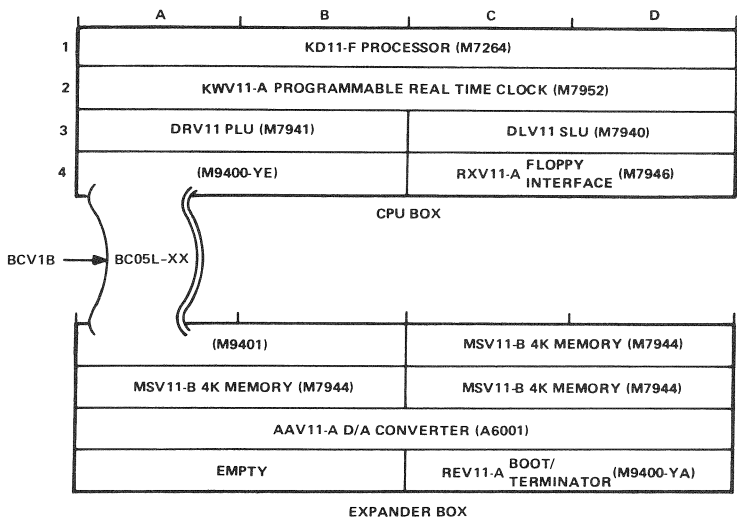 A B C D
1 KD11-F PROCESSOR (M7264)
2 KWV11-A PROGRAMMABLE REAL TIME CLOCK (M7952)
3 DRV11 PLU (M7941) DLV11 SLU (M7940)
4 (M9400-YE) RXV11-A FLOPPY INTERFACE (M7946)
CPU BOX
BCV1B BC05L-XX
(M9401) MSV11-B 4K MEMORY (M7944)
MSV11-B 4K MEMORY (M7944) MSV11-B 4K MEMORY (M7944)
AAV11-A D/A CONVERTER (A6001)
EMPTY REV11-A BOOT/ TERMINATOR (M9400-YA)
EXPANDER BOX